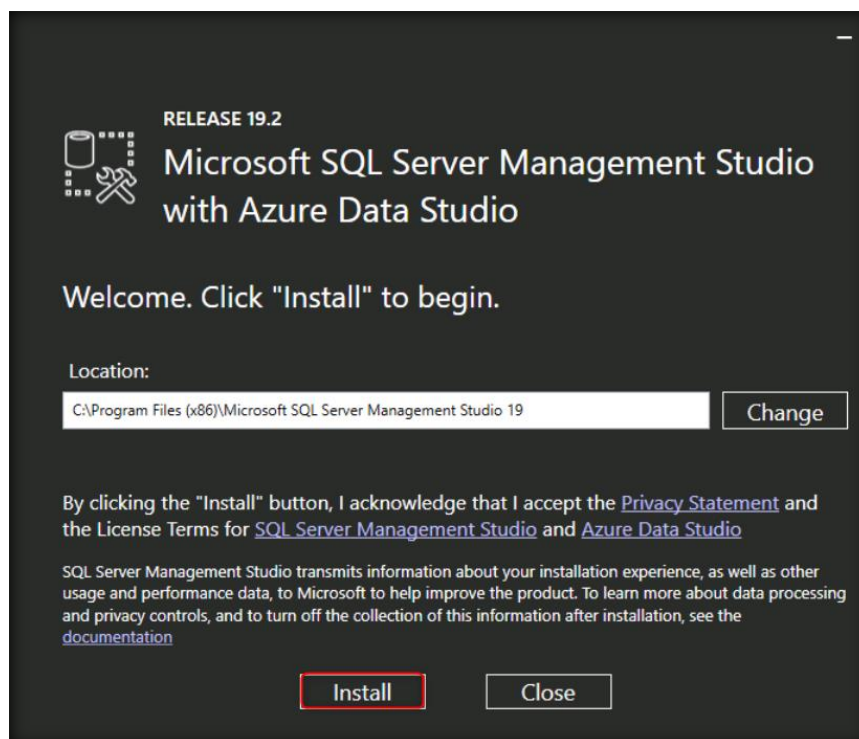 RELEASE 19.2
Microsoft SQL Server Management Studio
with Azure Data Studio
Welcome. Click "Install" to begin.
Location:
C:\Program Files (x86)\Microsoft SQL Server Management Studio 19
Change
By clicking the "Install" button, I acknowledge that I accept the Privacy Statement and
the License Terms for SQL Server Management Studio and Azure Data Studio
SQL Server Management Studio transmits information about your installation experience, as well as other
usage and performance data, to Microsoft to help improve the product. To learn more about data processing
and privacy controls, and to turn off the collection of this information after installation, see the
documentation
Install Close